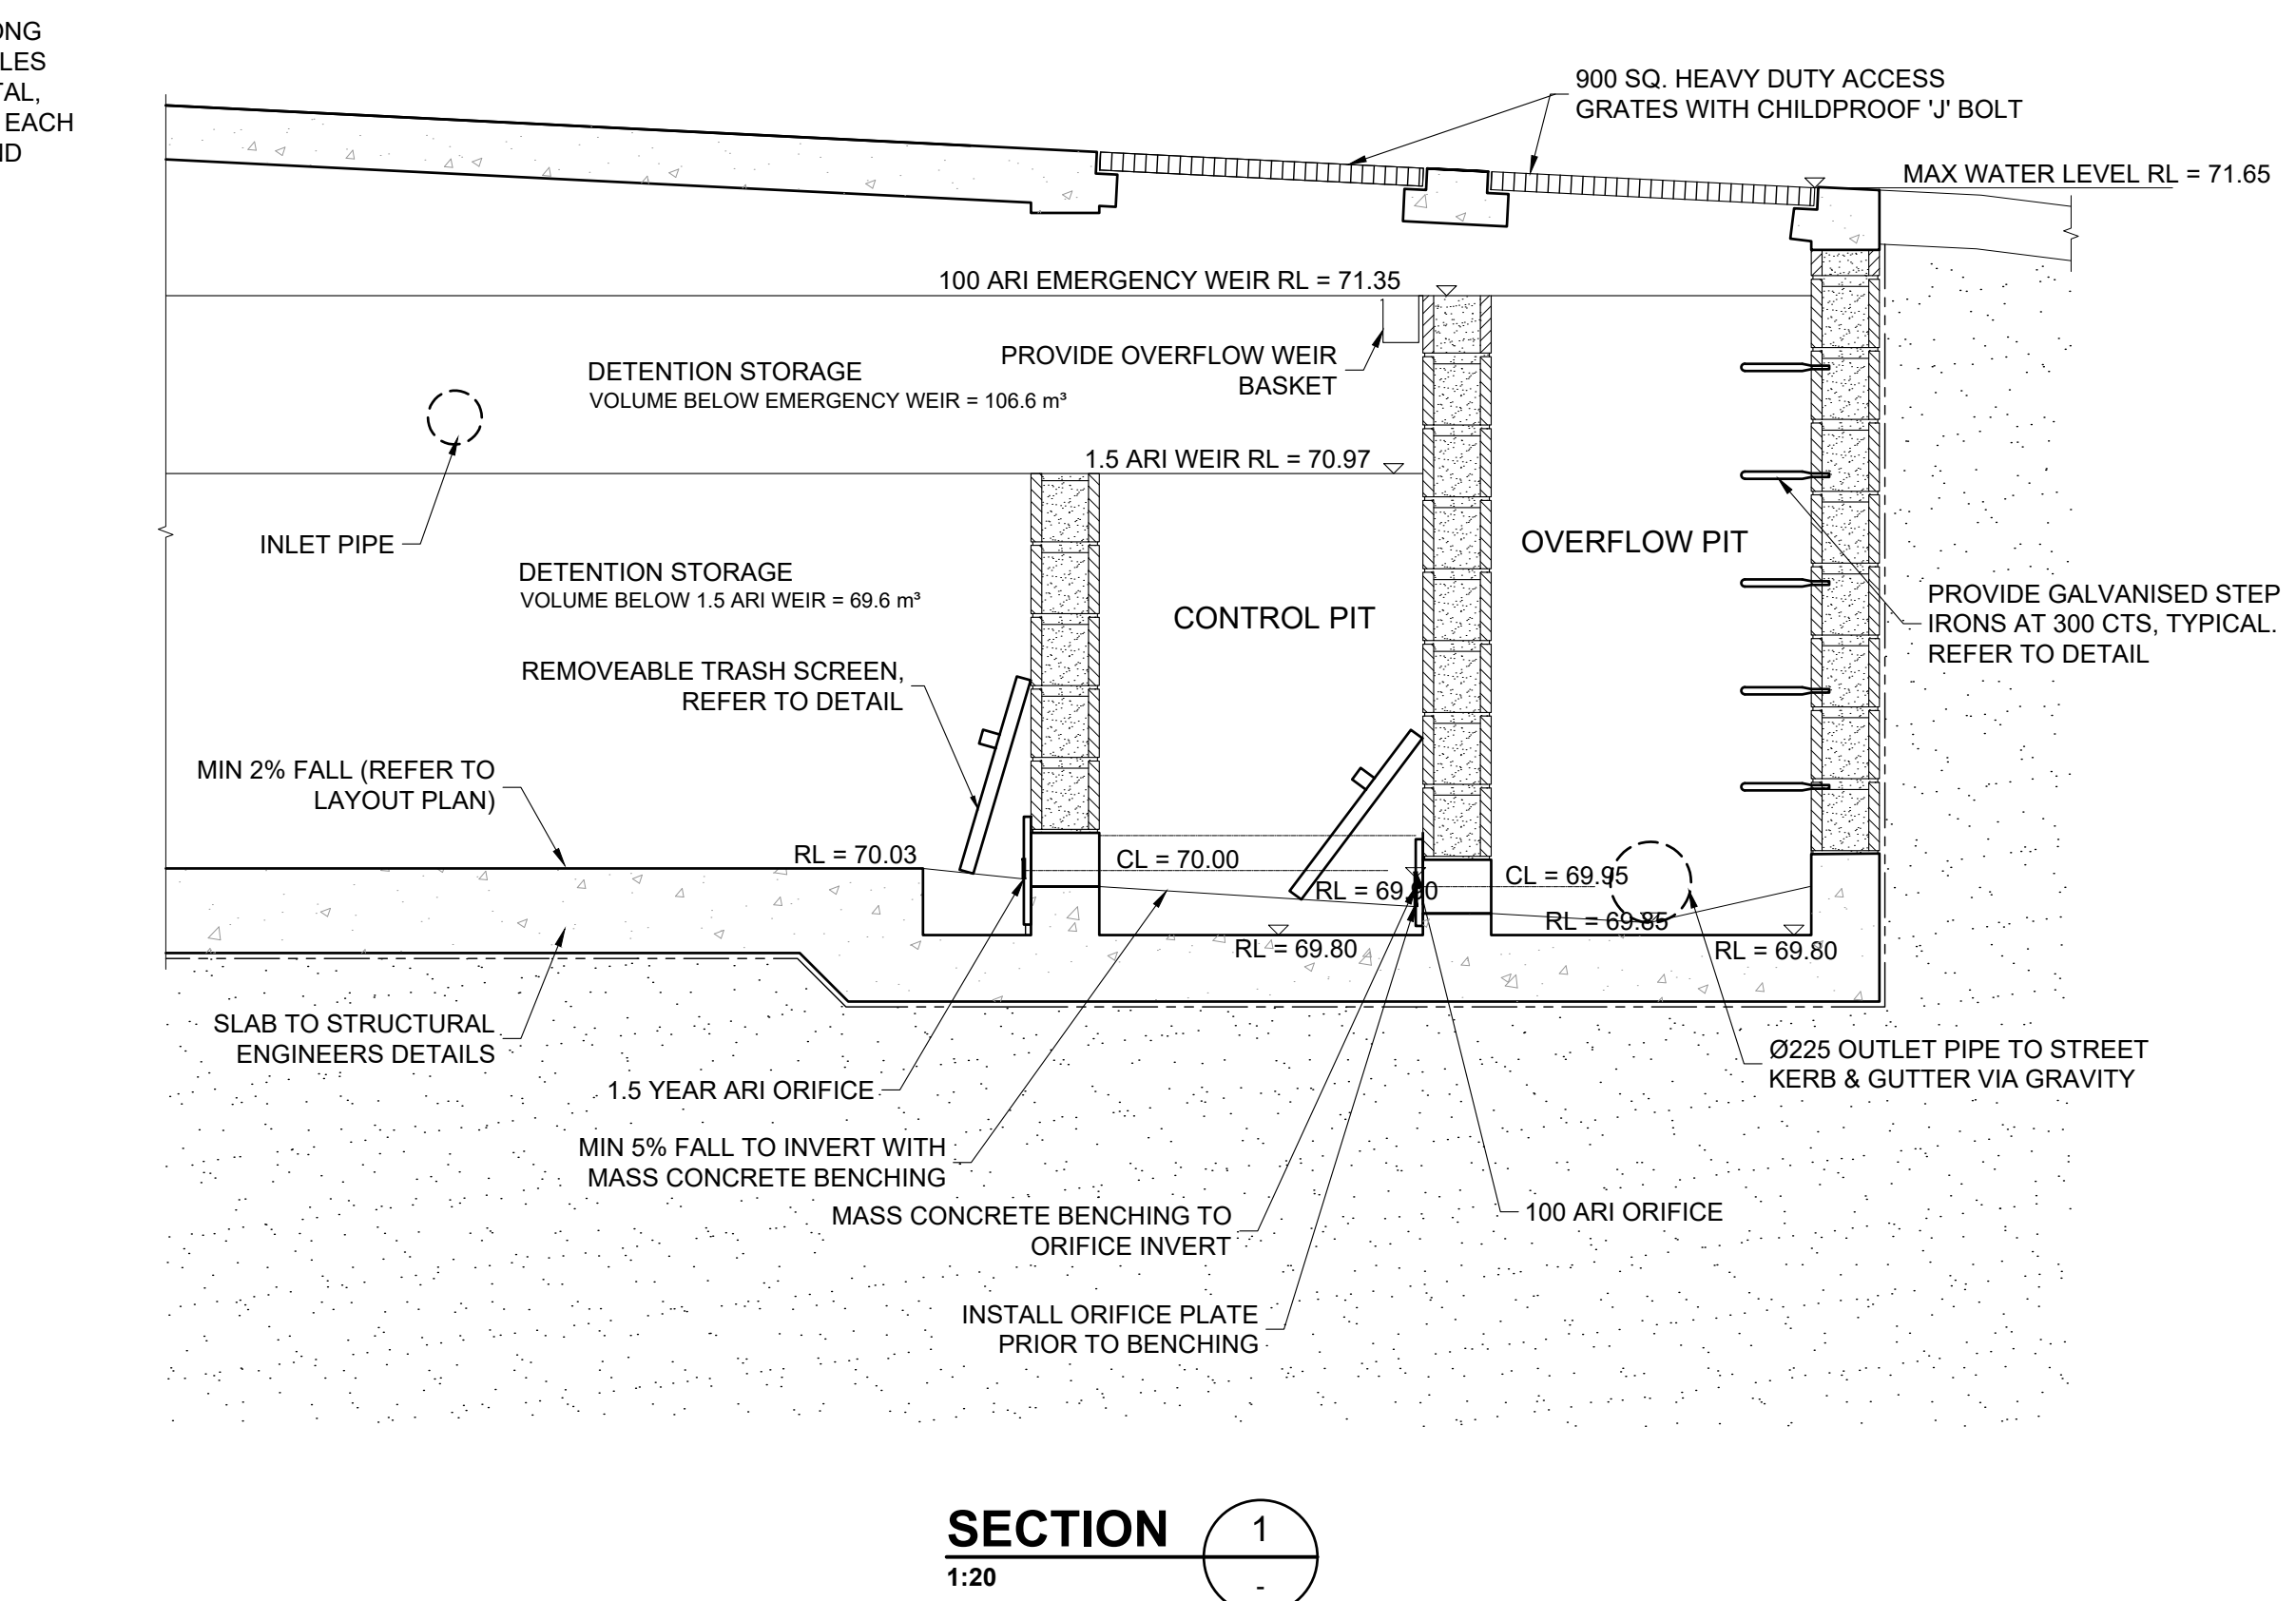 ONG
LES
TAL,
EACH
ND
900 SQ. HEAVY DUTY ACCESS
GRATES WITH CHILDPROOF 'J' BOLT
MAX WATER LEVEL RL = 71.65
100 ARI EMERGENCY WEIR RL = 71.35
PROVIDE OVERFLOW WEIR
BASKET
DETENTION STORAGE
VOLUME BELOW EMERGENCY WEIR = 106.6 m³
1.5 ARI WEIR RL = 70.97
INLET PIPE
OVERFLOW PIT
DETENTION STORAGE
VOLUME BELOW 1.5 ARI WEIR = 69.6 m³
CONTROL PIT
PROVIDE GALVANISED STEP
IRONS AT 300 CTS, TYPICAL.
REFER TO DETAIL
REMOVEABLE TRASH SCREEN,
REFER TO DETAIL
MIN 2% FALL (REFER TO
LAYOUT PLAN)
RL = 70.03
CL = 70.00
RL = 69.90
CL = 69.95
RL = 69.85
RL = 69.80
RL = 69.80
SLAB TO STRUCTURAL
ENGINEERS DETAILS
1.5 YEAR ARI ORIFICE
Ø225 OUTLET PIPE TO STREET
KERB & GUTTER VIA GRAVITY
MIN 5% FALL TO INVERT WITH
MASS CONCRETE BENCHING
MASS CONCRETE BENCHING TO
ORIFICE INVERT
100 ARI ORIFICE
INSTALL ORIFICE PLATE
PRIOR TO BENCHING
SECTION
1
1:20
-